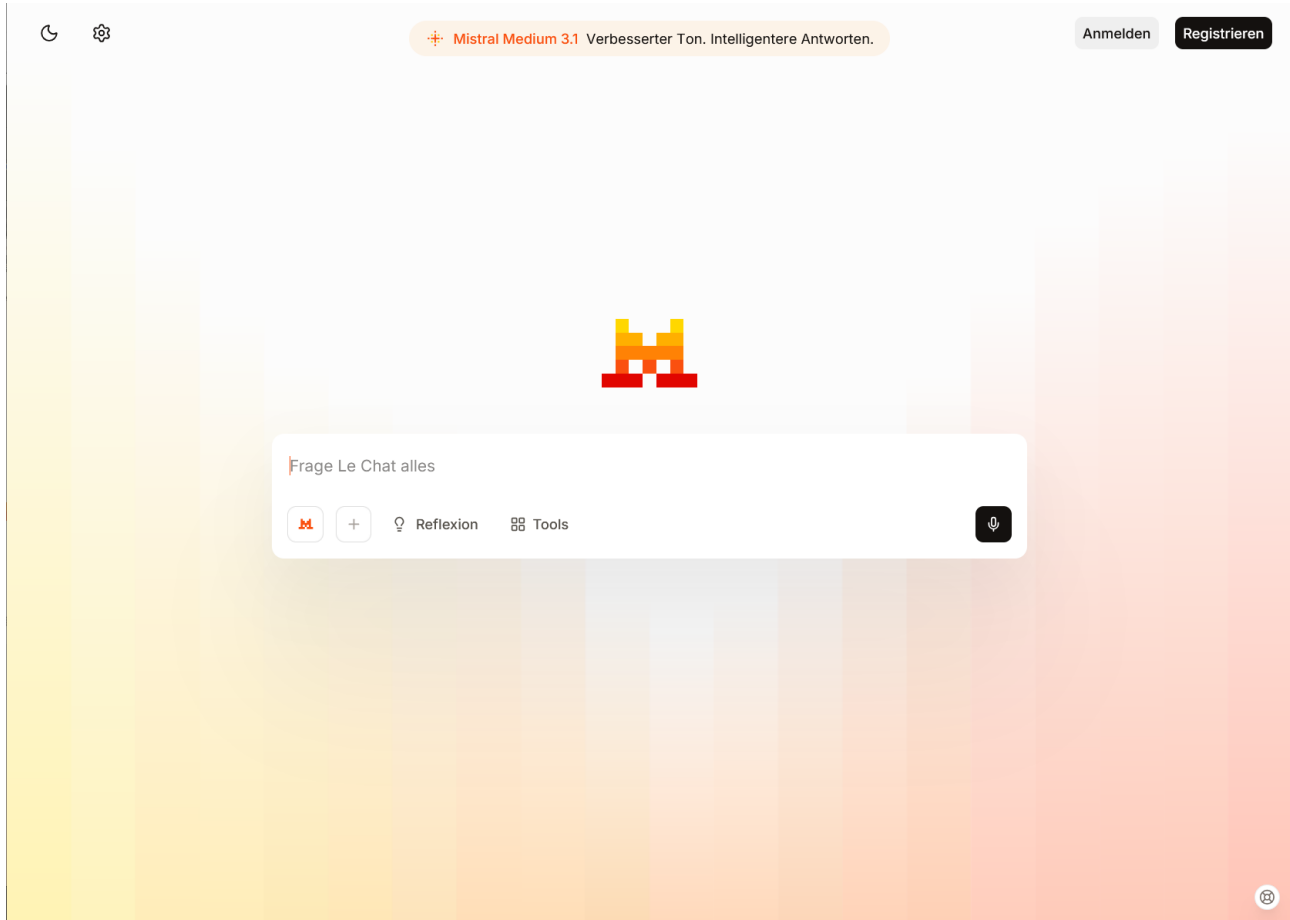 Mistral Medium 3.1 Verbesserter Ton. Intelligentere Antworten.
Anmelden
Registrieren
Frage Le Chat alles
Reflexion
Tools